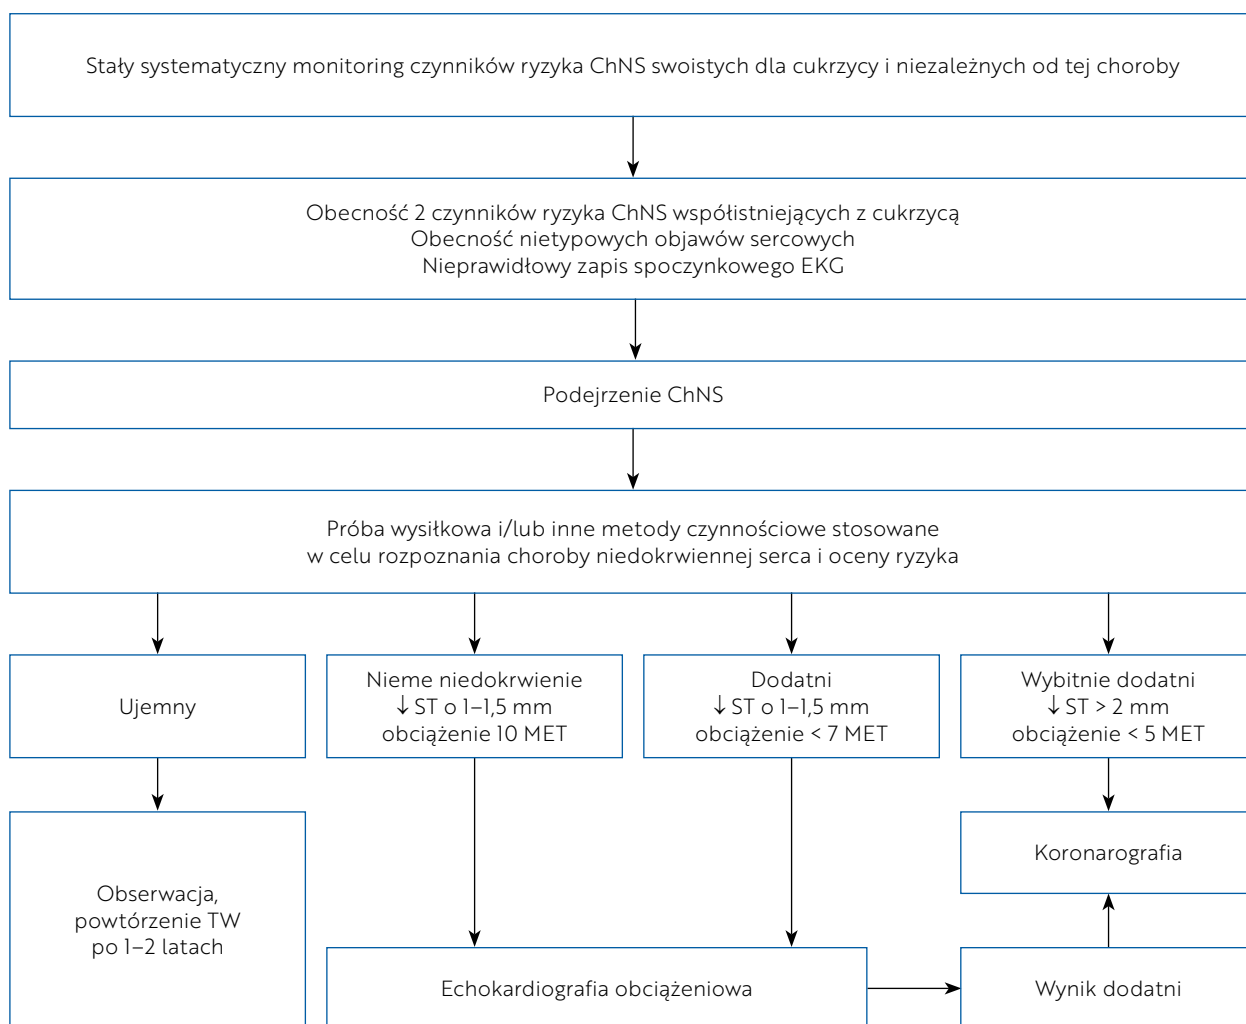 Stały systematyczny monitoring czynników ryzyka ChNS swoistych dla cukrzycy i niezależnych od tej choroby
Obecność 2 czynników ryzyka ChNS współistniejących z cukrzycą
Obecność nietypowych objawów sercowych
Nieprawidłowy zapis spoczynkowego EKG
Podejrzenie ChNS
Próba wysiłkowa i/lub inne metody czynnościowe stosowane
w celu rozpoznania choroby niedokrwiennej serca i oceny ryzyka
Ujemny
Nieme niedokrwienie
↓ ST o 1–1,5 mm
obciążenie 10 MET
Dodatni
↓ ST o 1–1,5 mm
obciążenie < 7 MET
Wybitnie dodatni
↓ ST > 2 mm
obciążenie < 5 MET
Obserwacja,
powtórzenie TW
po 1–2 latach
Koronarografia
Echokardiografia obciążeniowa
Wynik dodatni